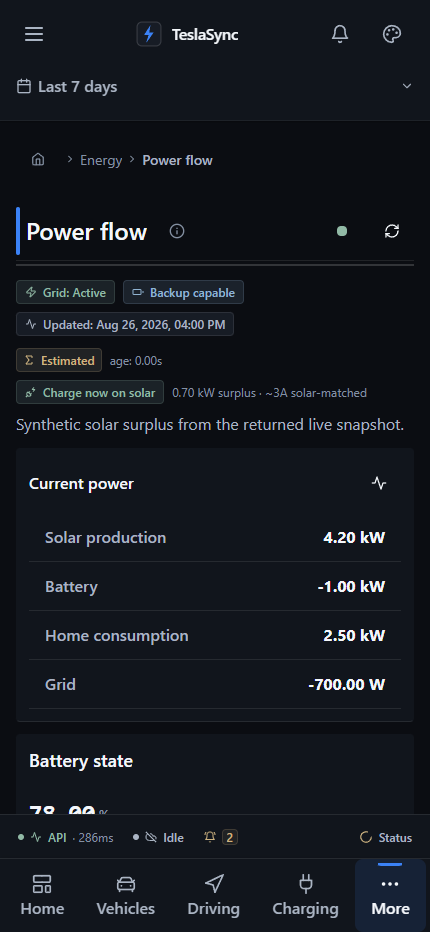 TeslaSync
Last 7 days
Energy > Power flow
Power flow
Grid: Active
Backup capable
Updated: Aug 26, 2026, 04:00 PM
Estimated age: 0.00s
Charge now on solar 0.70 kW surplus · ~3A solar-matched
Synthetic solar surplus from the returned live snapshot.
Current power
Solar production 4.20 kW
Battery -1.00 kW
Home consumption 2.50 kW
Grid -700.00 W
Battery state
78.00 %
API · 286ms Idle 2 Status
Home Vehicles Driving Charging More